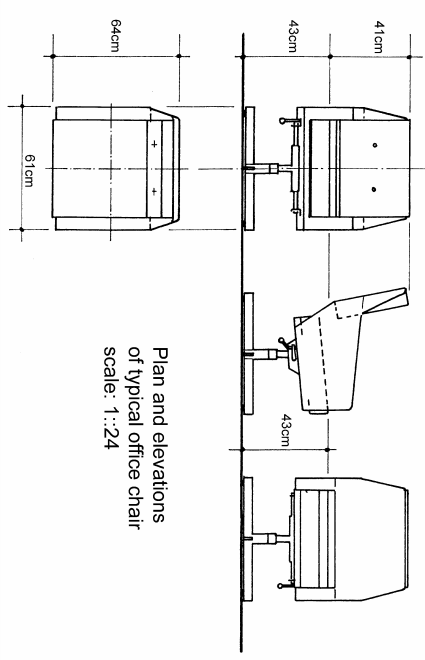 64cm
43cm
41cm
61cm
43cm
Plan and elevations
of typical office chair
scale: 1::24